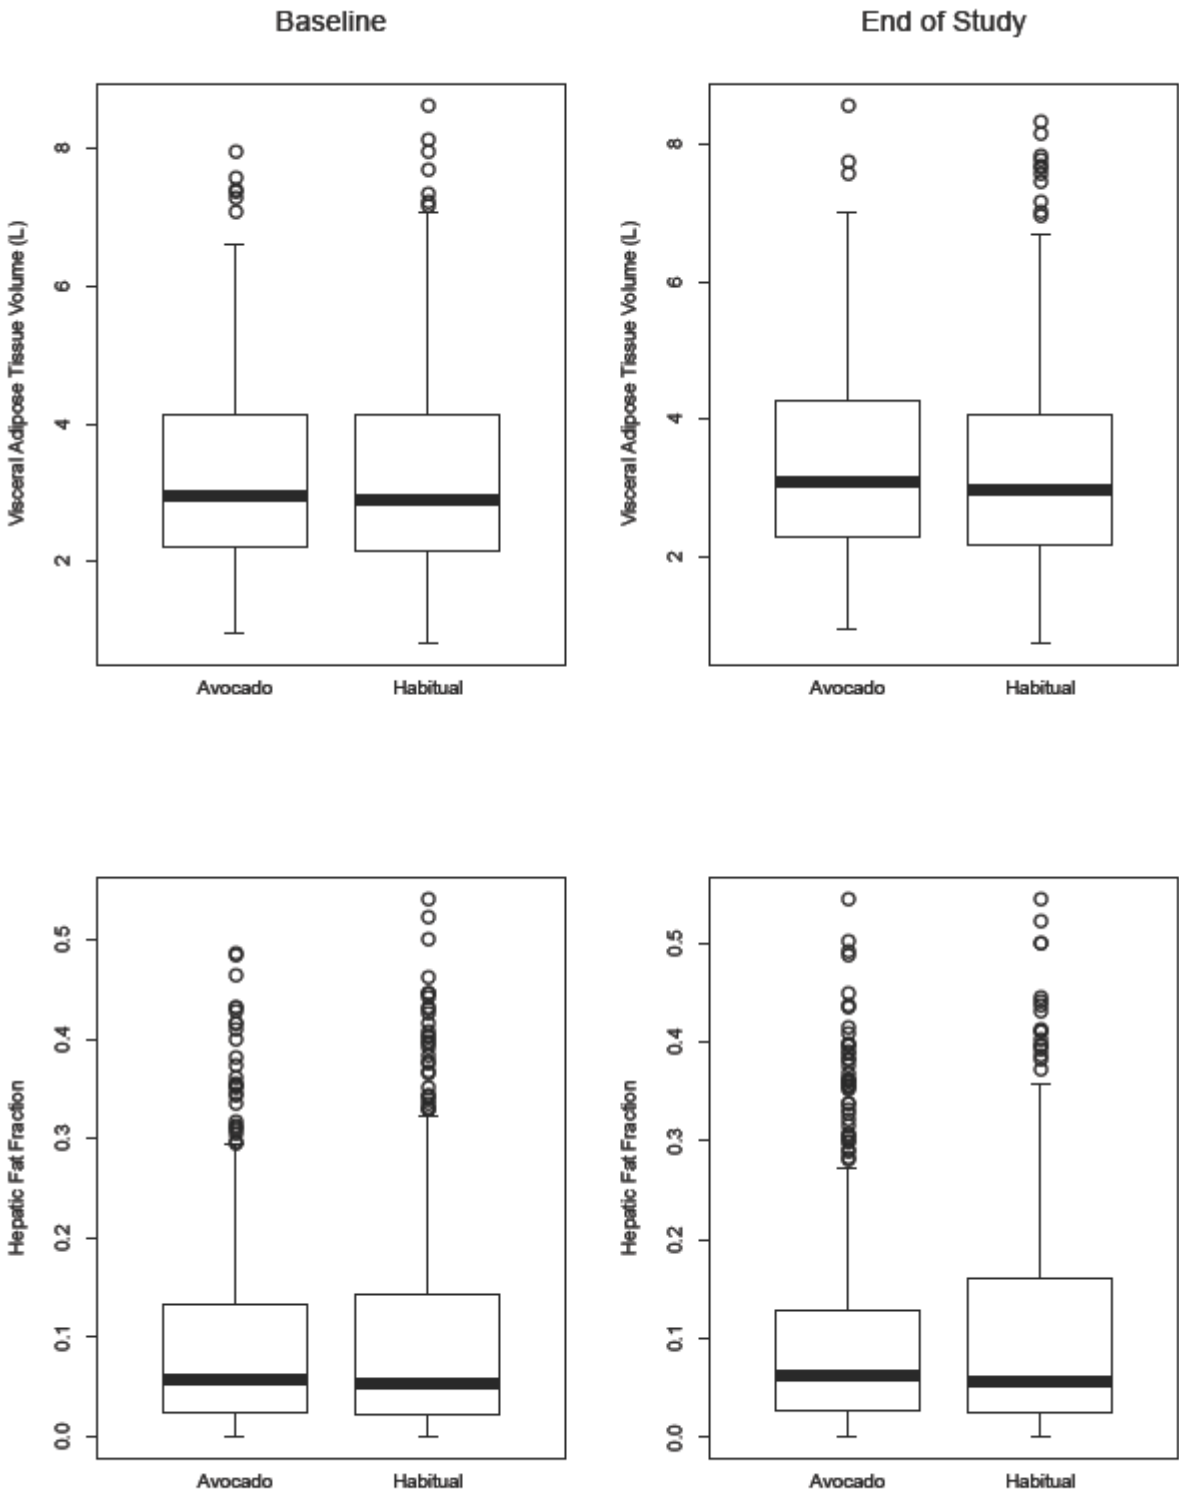 Baseline
End of Study
Visceral Adipose Tissue Volume (L)
8
6
4
2
Avocado
Habitual
Visceral Adipose Tissue Volume (L)
8
6
4
2
Avocado
Habitual
Hepatic Fat Fraction
0.5
0.4
0.3
0.2
0.1
0.0
Avocado
Habitual
Hepatic Fat Fraction
0.5
0.4
0.3
0.2
0.1
0.0
Avocado
Habitual